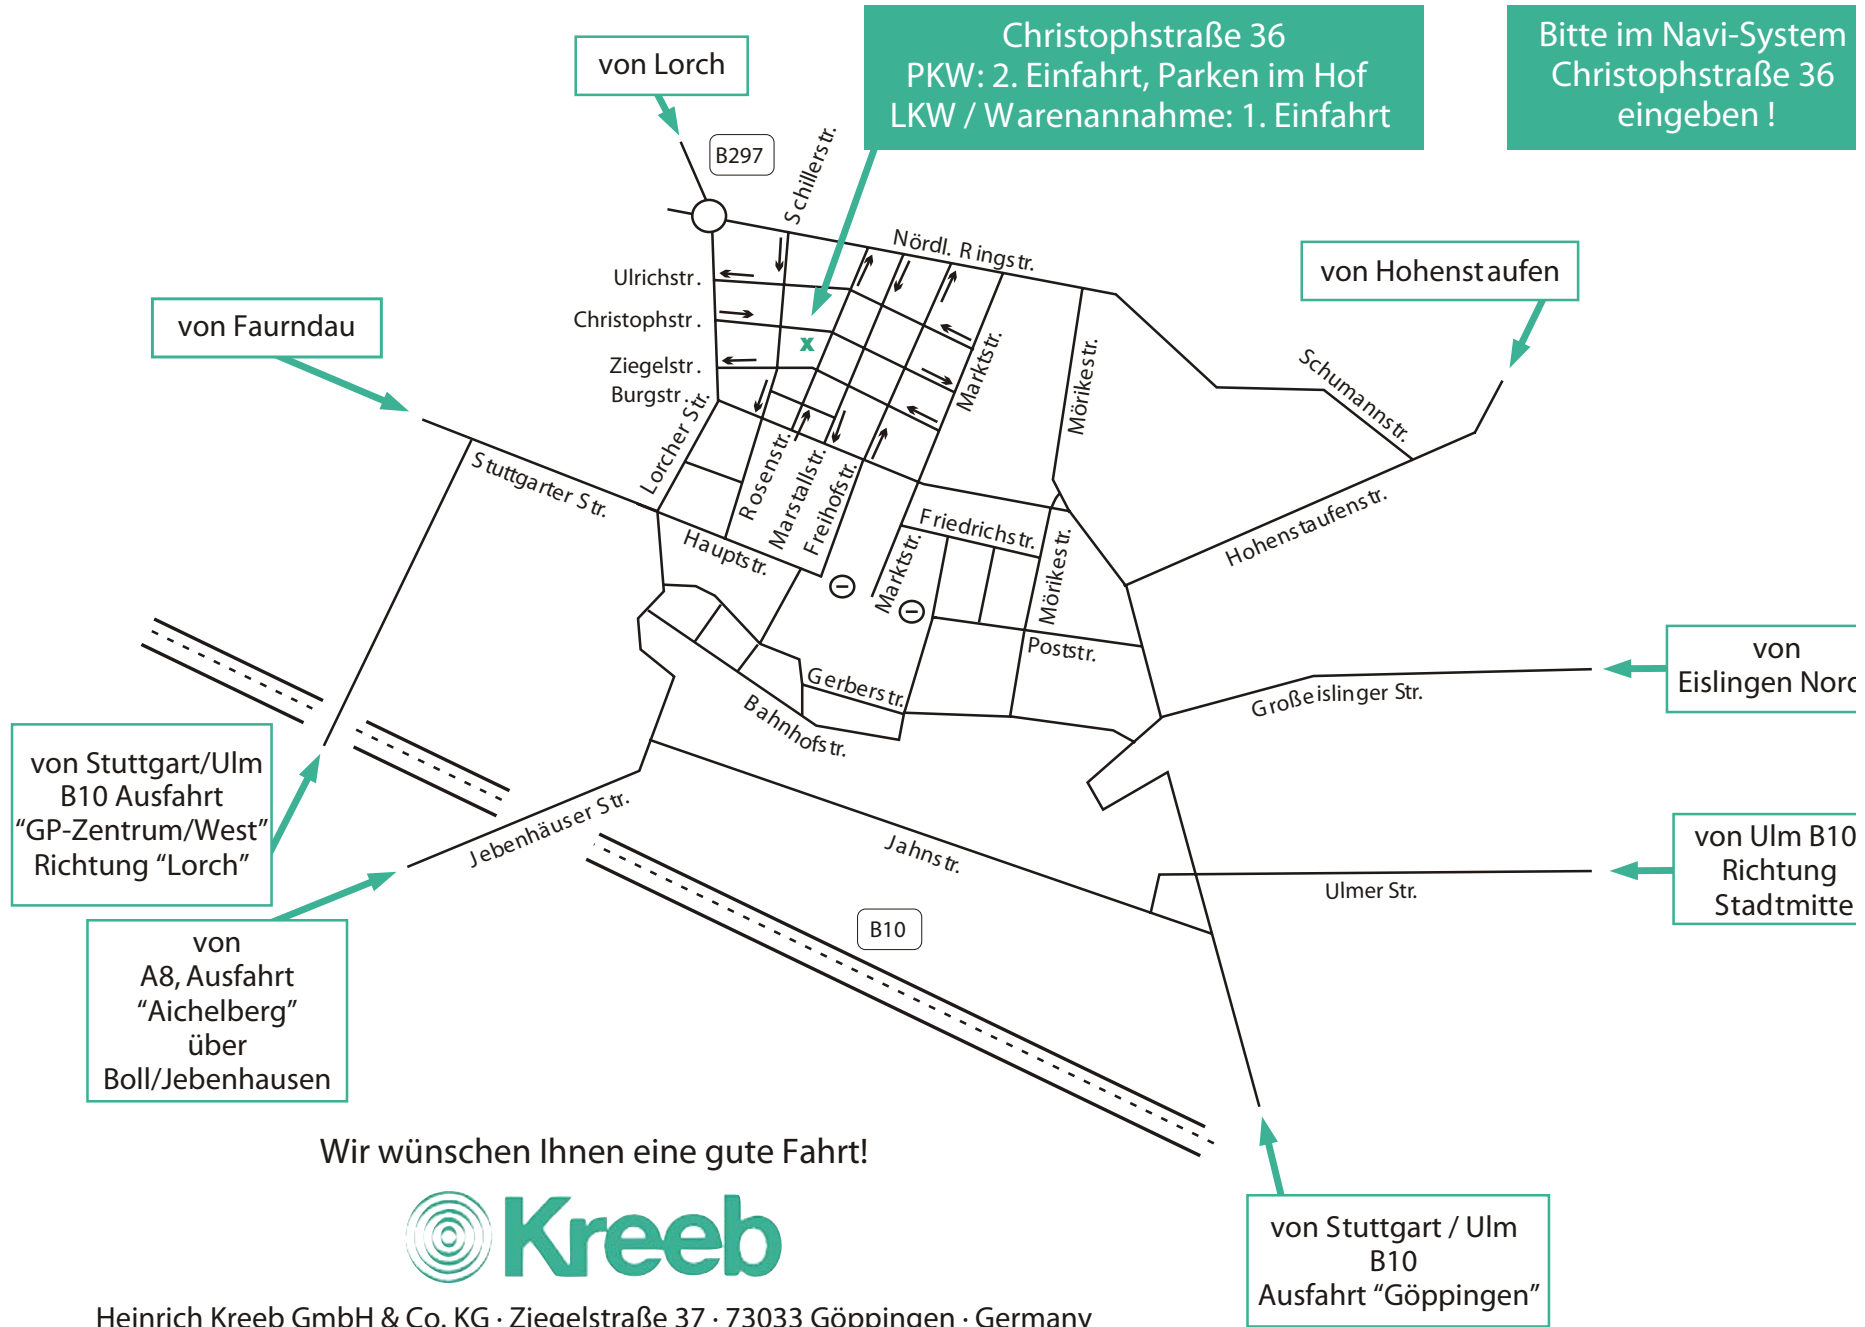 Christophstraße 36
PKW: 2. Einfahrt, Parken im Hof
LKW / Warenannahme: 1. Einfahrt
Bitte im Navi-System
Christophstraße 36
eingeben !
von Lorch
B297
Schillerstr.
Nördl. Ringstr.
von Hohenstaufen
Ulrichstr.
Christophstr.
x
Ziegelstr.
Burgstr.
von Faurndau
Lorcher Str.
Marktstr.
Mörikestr.
Schumannstr.
Stuttgarter Str.
Rosenstr.
Marstallstr.
Freihofstr.
Hauptstr.
Friedrichstr.
Marktstr.
Mörikestr.
Hohenstaufenstr.
Poststr.
Gerberstr.
Bahnhofstr.
Großeislinger Str.
von
Eislingen Nord
von Stuttgart/Ulm
B10 Ausfahrt
“GP-Zentrum/West”
Richtung “Lorch”
Jebenhäuser Str.
Jahnstr.
Ulmer Str.
von Ulm B10
Richtung
Stadtmitte
B10
von
A8, Ausfahrt
“Aichelberg”
über
Boll/Jebenhausen
Wir wünschen Ihnen eine gute Fahrt!
Kreeb
von Stuttgart / Ulm
B10
Ausfahrt “Göppingen”
Heinrich Kreeb GmbH & Co. KG · Ziegelstraße 37 · 73033 Göppingen · Germany